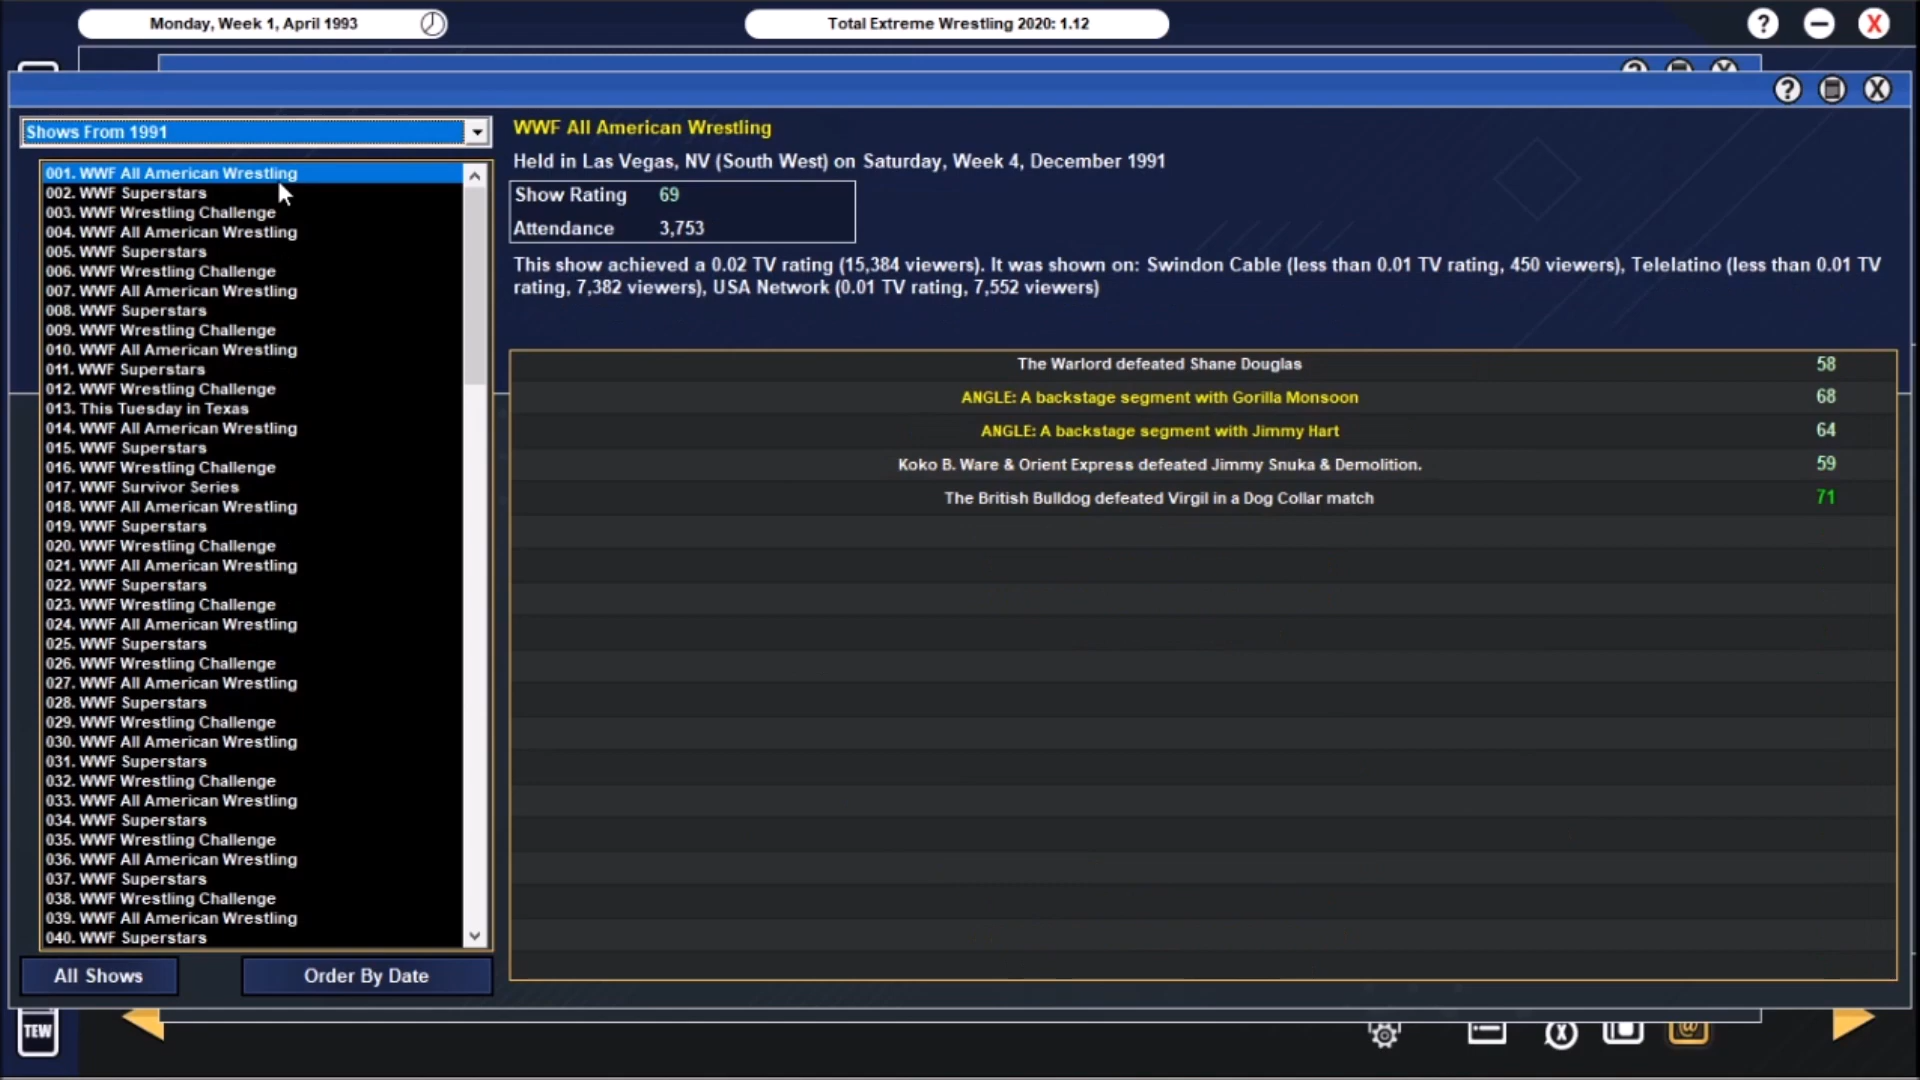 Monday, Week 1, April 1993
Total Extreme Wrestling 2020: 1.12
?
X
?
X
Shows From 1991
001. WWF All American Wrestling
002. WWF Superstars
003. WWF Wrestling Challenge
004. WWF All American Wrestling
005. WWF Superstars
006. WWF Wrestling Challenge
007. WWF All American Wrestling
008. WWF Superstars
009. WWF Wrestling Challenge
010. WWF All American Wrestling
011. WWF Superstars
012. WWF Wrestling Challenge
013. This Tuesday in Texas
014. WWF All American Wrestling
015. WWF Superstars
016. WWF Wrestling Challenge
017. WWF Survivor Series
018. WWF All American Wrestling
019. WWF Superstars
020. WWF Wrestling Challenge
021. WWF All American Wrestling
022. WWF Superstars
023. WWF Wrestling Challenge
024. WWF All American Wrestling
025. WWF Superstars
026. WWF Wrestling Challenge
027. WWF All American Wrestling
028. WWF Superstars
029. WWF Wrestling Challenge
030. WWF All American Wrestling
031. WWF Superstars
032. WWF Wrestling Challenge
033. WWF All American Wrestling
034. WWF Superstars
035. WWF Wrestling Challenge
036. WWF All American Wrestling
037. WWF Superstars
038. WWF Wrestling Challenge
039. WWF All American Wrestling
040. WWF Superstars
All Shows
Order By Date
WWF All American Wrestling
Held in Las Vegas, NV (South West) on Saturday, Week 4, December 1991
Show Rating 69
Attendance 3,753
This show achieved a 0.02 TV rating (15,384 viewers). It was shown on: Swindon Cable (less than 0.01 TV rating, 450 viewers), Telelatino (less than 0.01 TV
rating, 7,382 viewers), USA Network (0.01 TV rating, 7,552 viewers)
The Warlord defeated Shane Douglas 58
ANGLE: A backstage segment with Gorilla Monsoon 68
ANGLE: A backstage segment with Jimmy Hart 64
Koko B. Ware & Orient Express defeated Jimmy Snuka & Demolition. 59
The British Bulldog defeated Virgil in a Dog Collar match 71
TEW
X
@